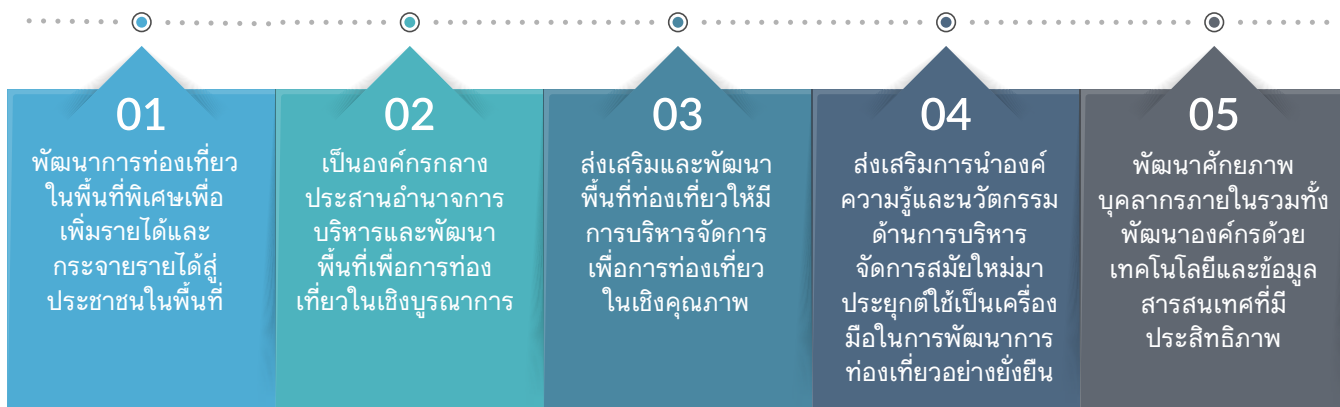 01
พัฒนาการท่องเที่ยว
ในพื้นที่พิเศษเพื่อ
เพิ่มรายได้และ
กระจายรายได้สู่
ประชาชนในพื้นที่
02
เป็นองค์กรกลาง
ประสานอำนาจการ
บริหารและพัฒนา
พื้นที่เพื่อการท่อง
เที่ยวในเชิงบูรณาการ
03
ส่งเสริมและพัฒนา
พื้นที่ท่องเที่ยวให้มี
การบริหารจัดการ
เพื่อการท่องเที่ยว
ในเชิงคุณภาพ
04
ส่งเสริมการนำองค์
ความรู้และนวัตกรรม
ด้านการบริหาร
จัดการสมัยใหม่มา
ประยุกต์ใช้เป็นเครื่อง
มือในการพัฒนาการ
ท่องเที่ยวอย่างยั่งยืน
05
พัฒนาศักยภาพ
บุคลากรภายในรวมทั้ง
พัฒนาองค์กรด้วย
เทคโนโลยีและข้อมูล
สารสนเทศที่มี
ประสิทธิภาพ